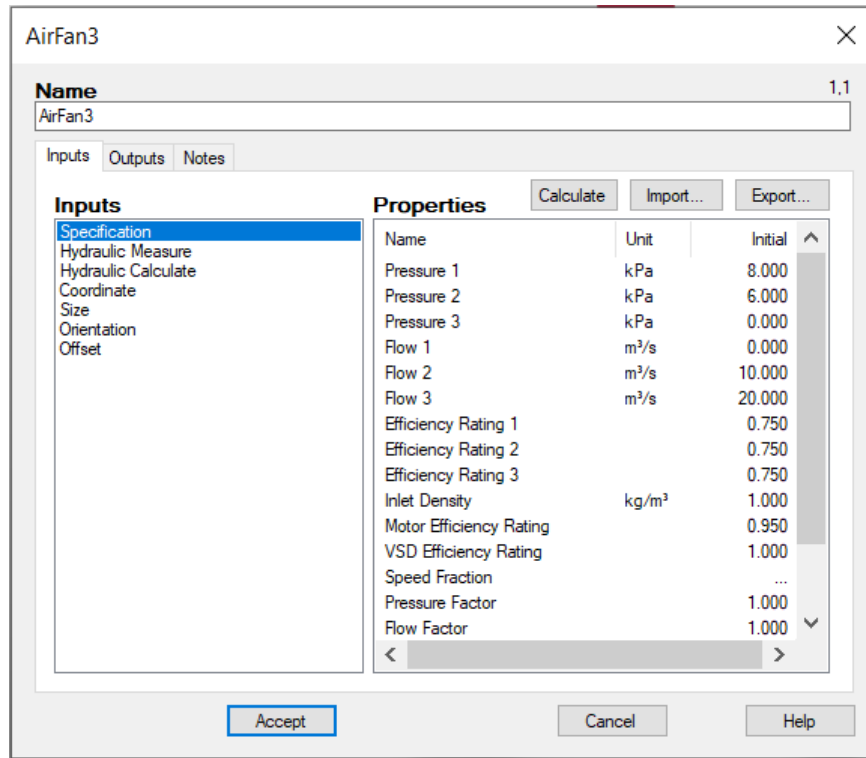 AirFan3
Name
1,1
AirFan3
Inputs Outputs Notes
Inputs
Specification
Hydraulic Measure
Hydraulic Calculate
Coordinate
Size
Orientation
Offset
Properties Calculate Import... Export...
Name Unit Initial
Pressure 1 kPa 8.000
Pressure 2 kPa 6.000
Pressure 3 kPa 0.000
Flow 1 m³/s 0.000
Flow 2 m³/s 10.000
Flow 3 m³/s 20.000
Efficiency Rating 1 0.750
Efficiency Rating 2 0.750
Efficiency Rating 3 0.750
Inlet Density kg/m³ 1.000
Motor Efficiency Rating 0.950
VSD Efficiency Rating 1.000
Speed Fraction ...
Pressure Factor 1.000
Flow Factor 1.000
Accept Cancel Help